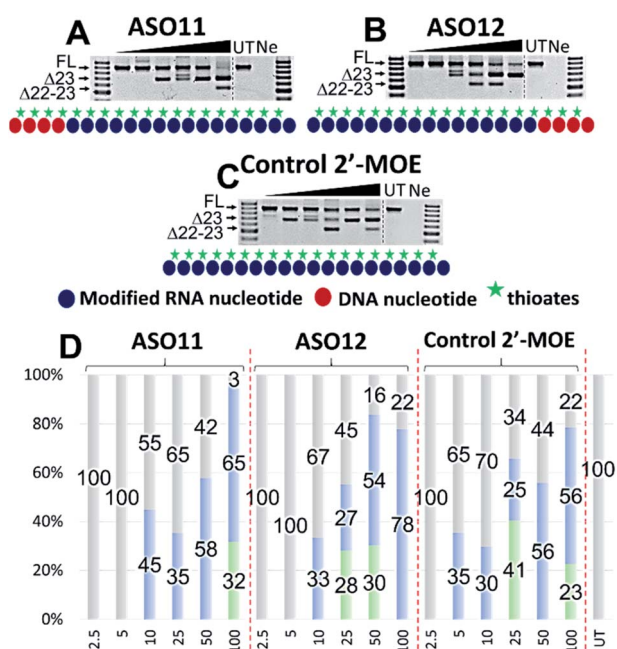 A ASO11
FL UT Ne
Δ23
Δ22-23
B ASO12
FL UT Ne
Δ23
Δ22-23
C Control 2'-MOE
FL UT Ne
Δ23
Δ22-23
Modified RNA nucleotide DNA nucleotide thioates
D ASO11 ASO12 Control 2'-MOE
100%
80%
60%
40%
20%
0%
100 100 55 45 65 35 42 58 3 65 32
100 100 67 33 45 27 28 16 54 30 22 78
100 65 35 70 30 34 25 41 44 56 22 56 23
100
2.5 5 10 25 50 100 2.5 5 10 25 50 100 2.5 5 10 25 50 100 UT